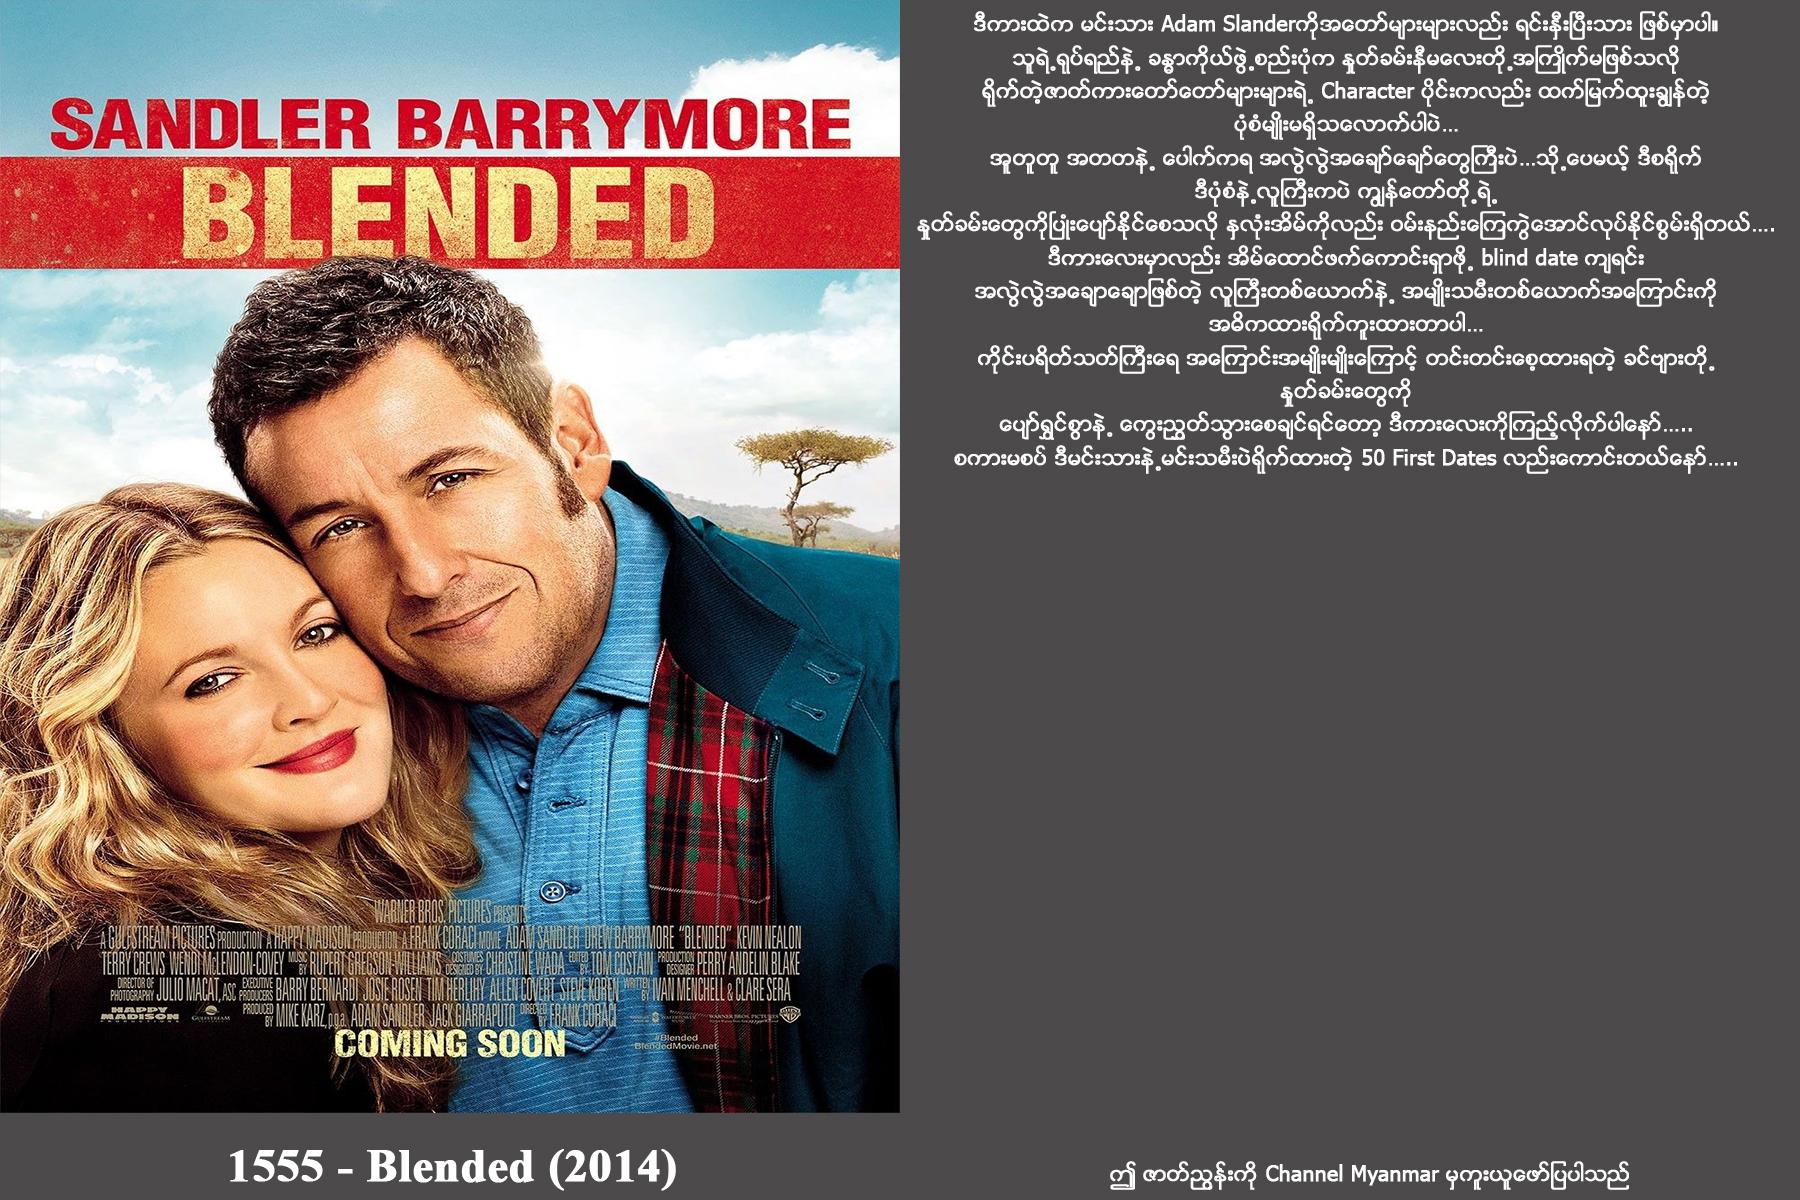 SANDLER BARRYMORE
BLENDED
WARNER BROS. PICTURES PRESENTS
A GULFSTREAM PICTURES PRODUCTION A HAPPY MADISON PRODUCTION A FRANK CORACI MOVIE ADAM SANDLER DREW BARRYMORE "BLENDED" KEVIN NEALON
TERRY CREWS WENDI McLENDON-COVEY MUSIC BY RUPERT GREGSON-WILLIAMS COSTUMES DESIGNED BY CHRISTINE WADA EDITED BY TOM COSTAIN PRODUCTION DESIGNER PERRY ANDELIN BLAKE
DIRECTOR OF PHOTOGRAPHY JULIO MACAT, ASC EXECUTIVE PRODUCERS BARRY BERNARDI JOSIE ROSEN TIM HERLIHY ALLEN COVERT STEVE KOREN WRITTEN BY IVAN MENCHELL & CLARE SERA
HAPPY MADISON PRODUCTIONS GULFSTREAM PRODUCED BY MIKE KARZ, p.g.a. ADAM SANDLER JACK GIARRAPUTO DIRECTED BY FRANK CORACI WARNER BROS. PICTURES
COMING SOON
#Blended
BlendedMovie.net
1555 - Blended (2014)
ဒီကားထဲက မင်းသား Adam Slanderကိုအတော်များများလည်း ရင်းနှီးပြီးသား ဖြစ်မှာပါ။
သူရဲ့ရုပ်ရည်နဲ့ ခန္ဓာကိုယ်ဖွဲ့စည်းပုံက နှုတ်ခမ်းနီမလေးတို့အကြိုက်မဖြစ်သလို
ရိုက်တဲ့ဇာတ်ကားတော်တော်များများရဲ့ Character ပိုင်းကလည်း ထက်မြက်ထူးချွန်တဲ့
ပုံစံမျိုးမရှိသလောက်ပါပဲ...
အူတူတူ အတတနဲ့ ပေါက်ကရ အလွဲလွဲအချော်ချော်တွေကြီးပဲ...သို့ပေမယ့် ဒီစရိုက်
ဒီပုံစံနဲ့လူကြီးကပဲ ကျွန်တော်တို့ရဲ့
နှုတ်ခမ်းတွေကိုပြုံးပျော်နိုင်စေသလို နှလုံးအိမ်ကိုလည်း ဝမ်းနည်းကြေကွဲအောင်လုပ်နိုင်စွမ်းရှိတယ်....
ဒီကားလေးမှာလည်း အိမ်ထောင်ဖက်ကောင်းရှာဖို့ blind date ကျရင်း
အလွဲလွဲအချောချောဖြစ်တဲ့ လူကြီးတစ်ယောက်နဲ့ အမျိုးသမီးတစ်ယောက်အကြောင်းကို
အဓိကထားရိုက်ကူးထားတာပါ...
ကိုင်းပရိတ်သတ်ကြီးရေ အကြောင်းအမျိုးမျိုးကြောင့် တင်းတင်းစေ့ထားရတဲ့ ခင်ဗျားတို့
နှုတ်ခမ်းတွေကို
ပျော်ရွှင်စွာနဲ့ ကွေးညွှတ်သွားစေချင်ရင်တော့ ဒီကားလေးကိုကြည့်လိုက်ပါနော်.....
စကားမစပ် ဒီမင်းသားနဲ့မင်းသမီးပဲရိုက်ထားတဲ့ 50 First Dates လည်းကောင်းတယ်နော်.....
ဤ ဇာတ်ညွှန်းကို Channel Myanmar မှကူးယူဖော်ပြပါသည်